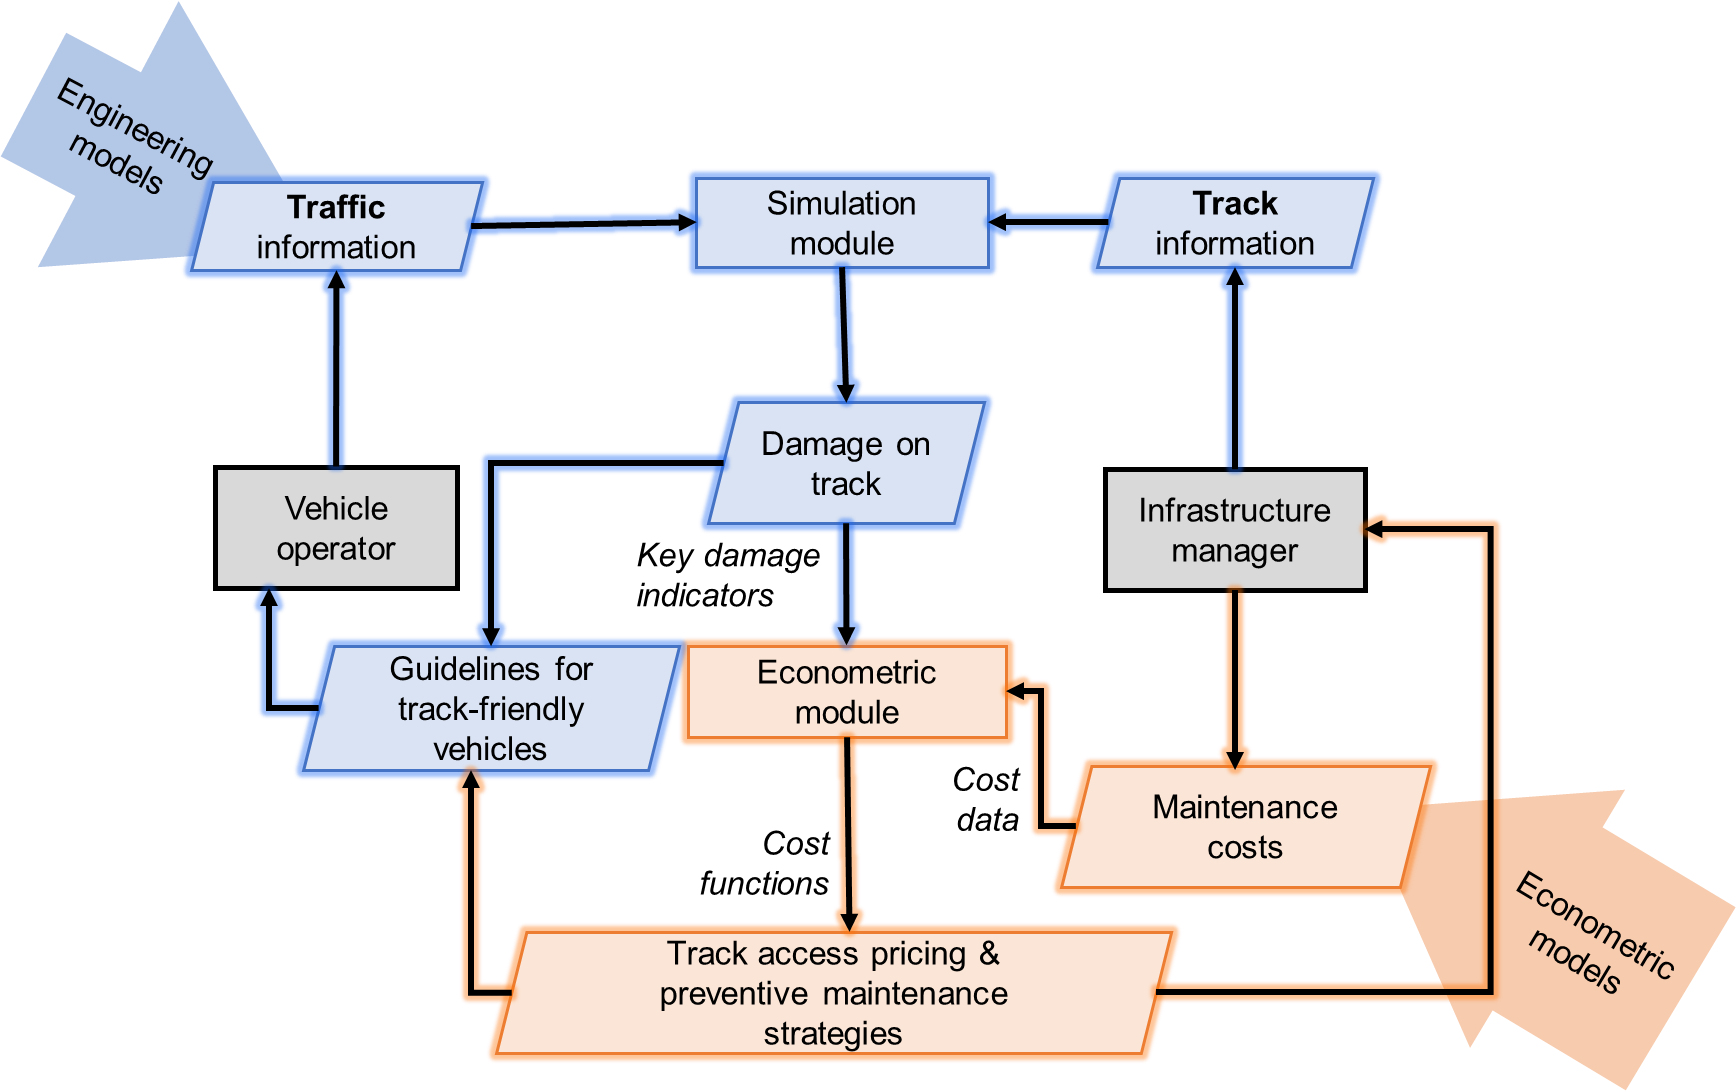 Engineering
models
Traffic
information
Simulation
module
Track
information
Damage on
track
Vehicle
operator
Infrastructure
manager
Key damage
indicators
Guidelines for
track-friendly
vehicles
Econometric
module
Cost
data
Maintenance
costs
Cost
functions
Econometric
models
Track access pricing &
preventive maintenance
strategies